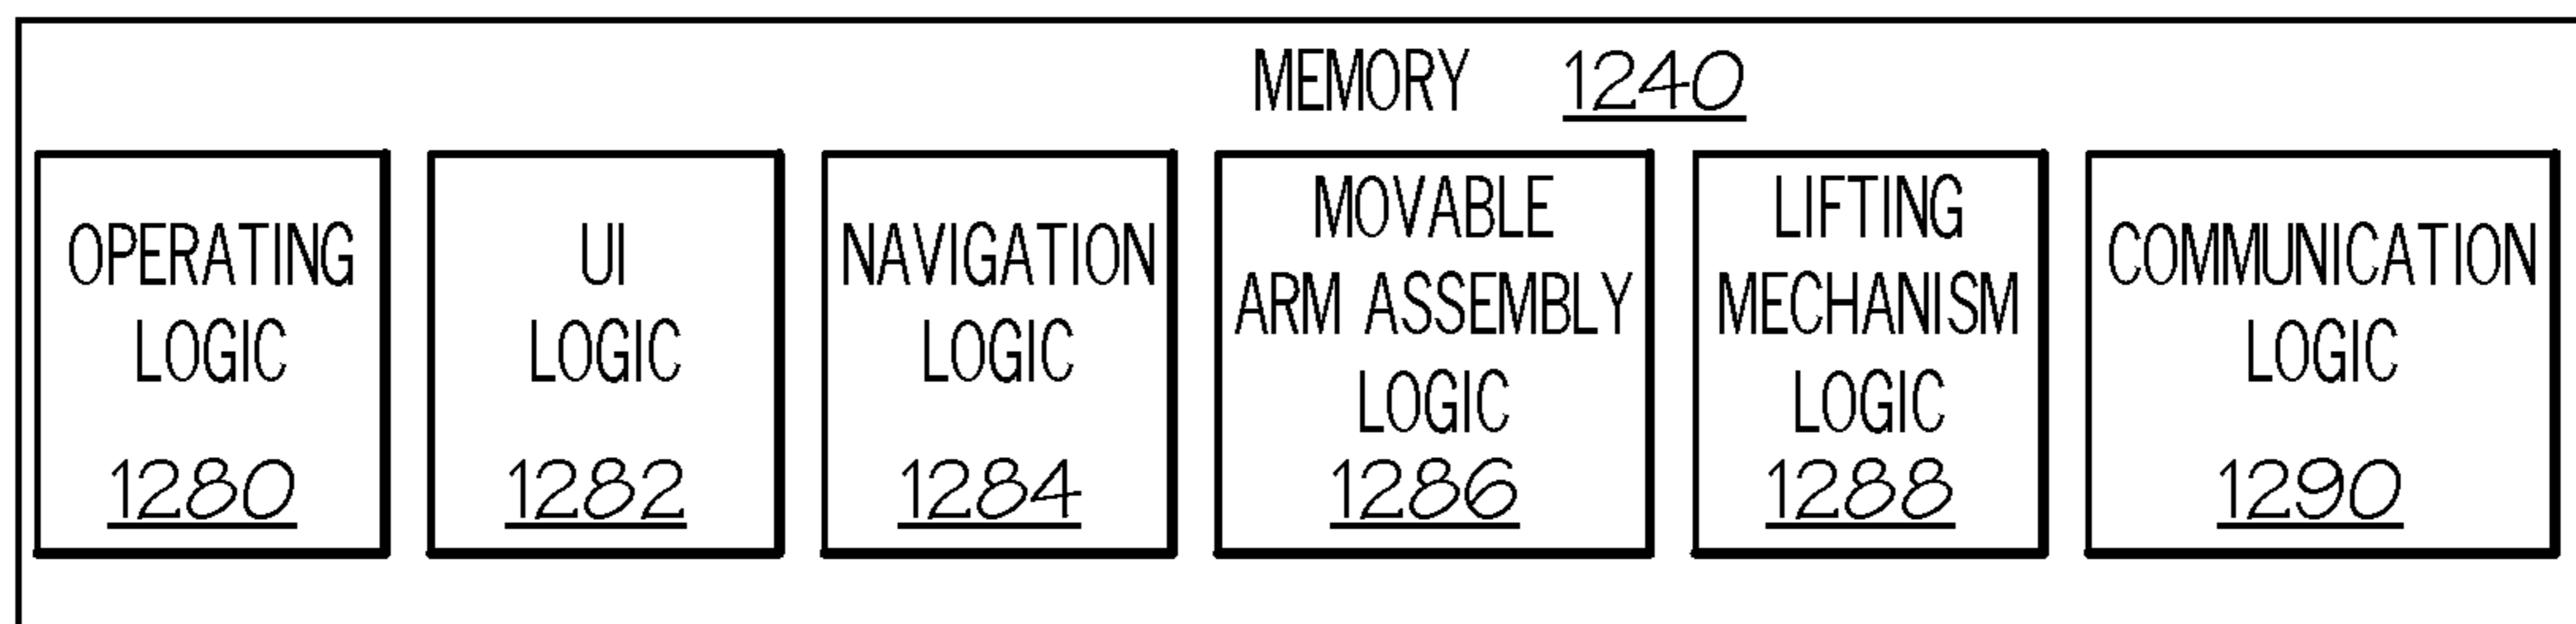 MEMORY 1240
OPERATING
LOGIC
1280
UI
LOGIC
1282
NAVIGATION
LOGIC
1284
MOVABLE
ARM ASSEMBLY
LOGIC
1286
LIFTING
MECHANISM
LOGIC
1288
COMMUNICATION
LOGIC
1290